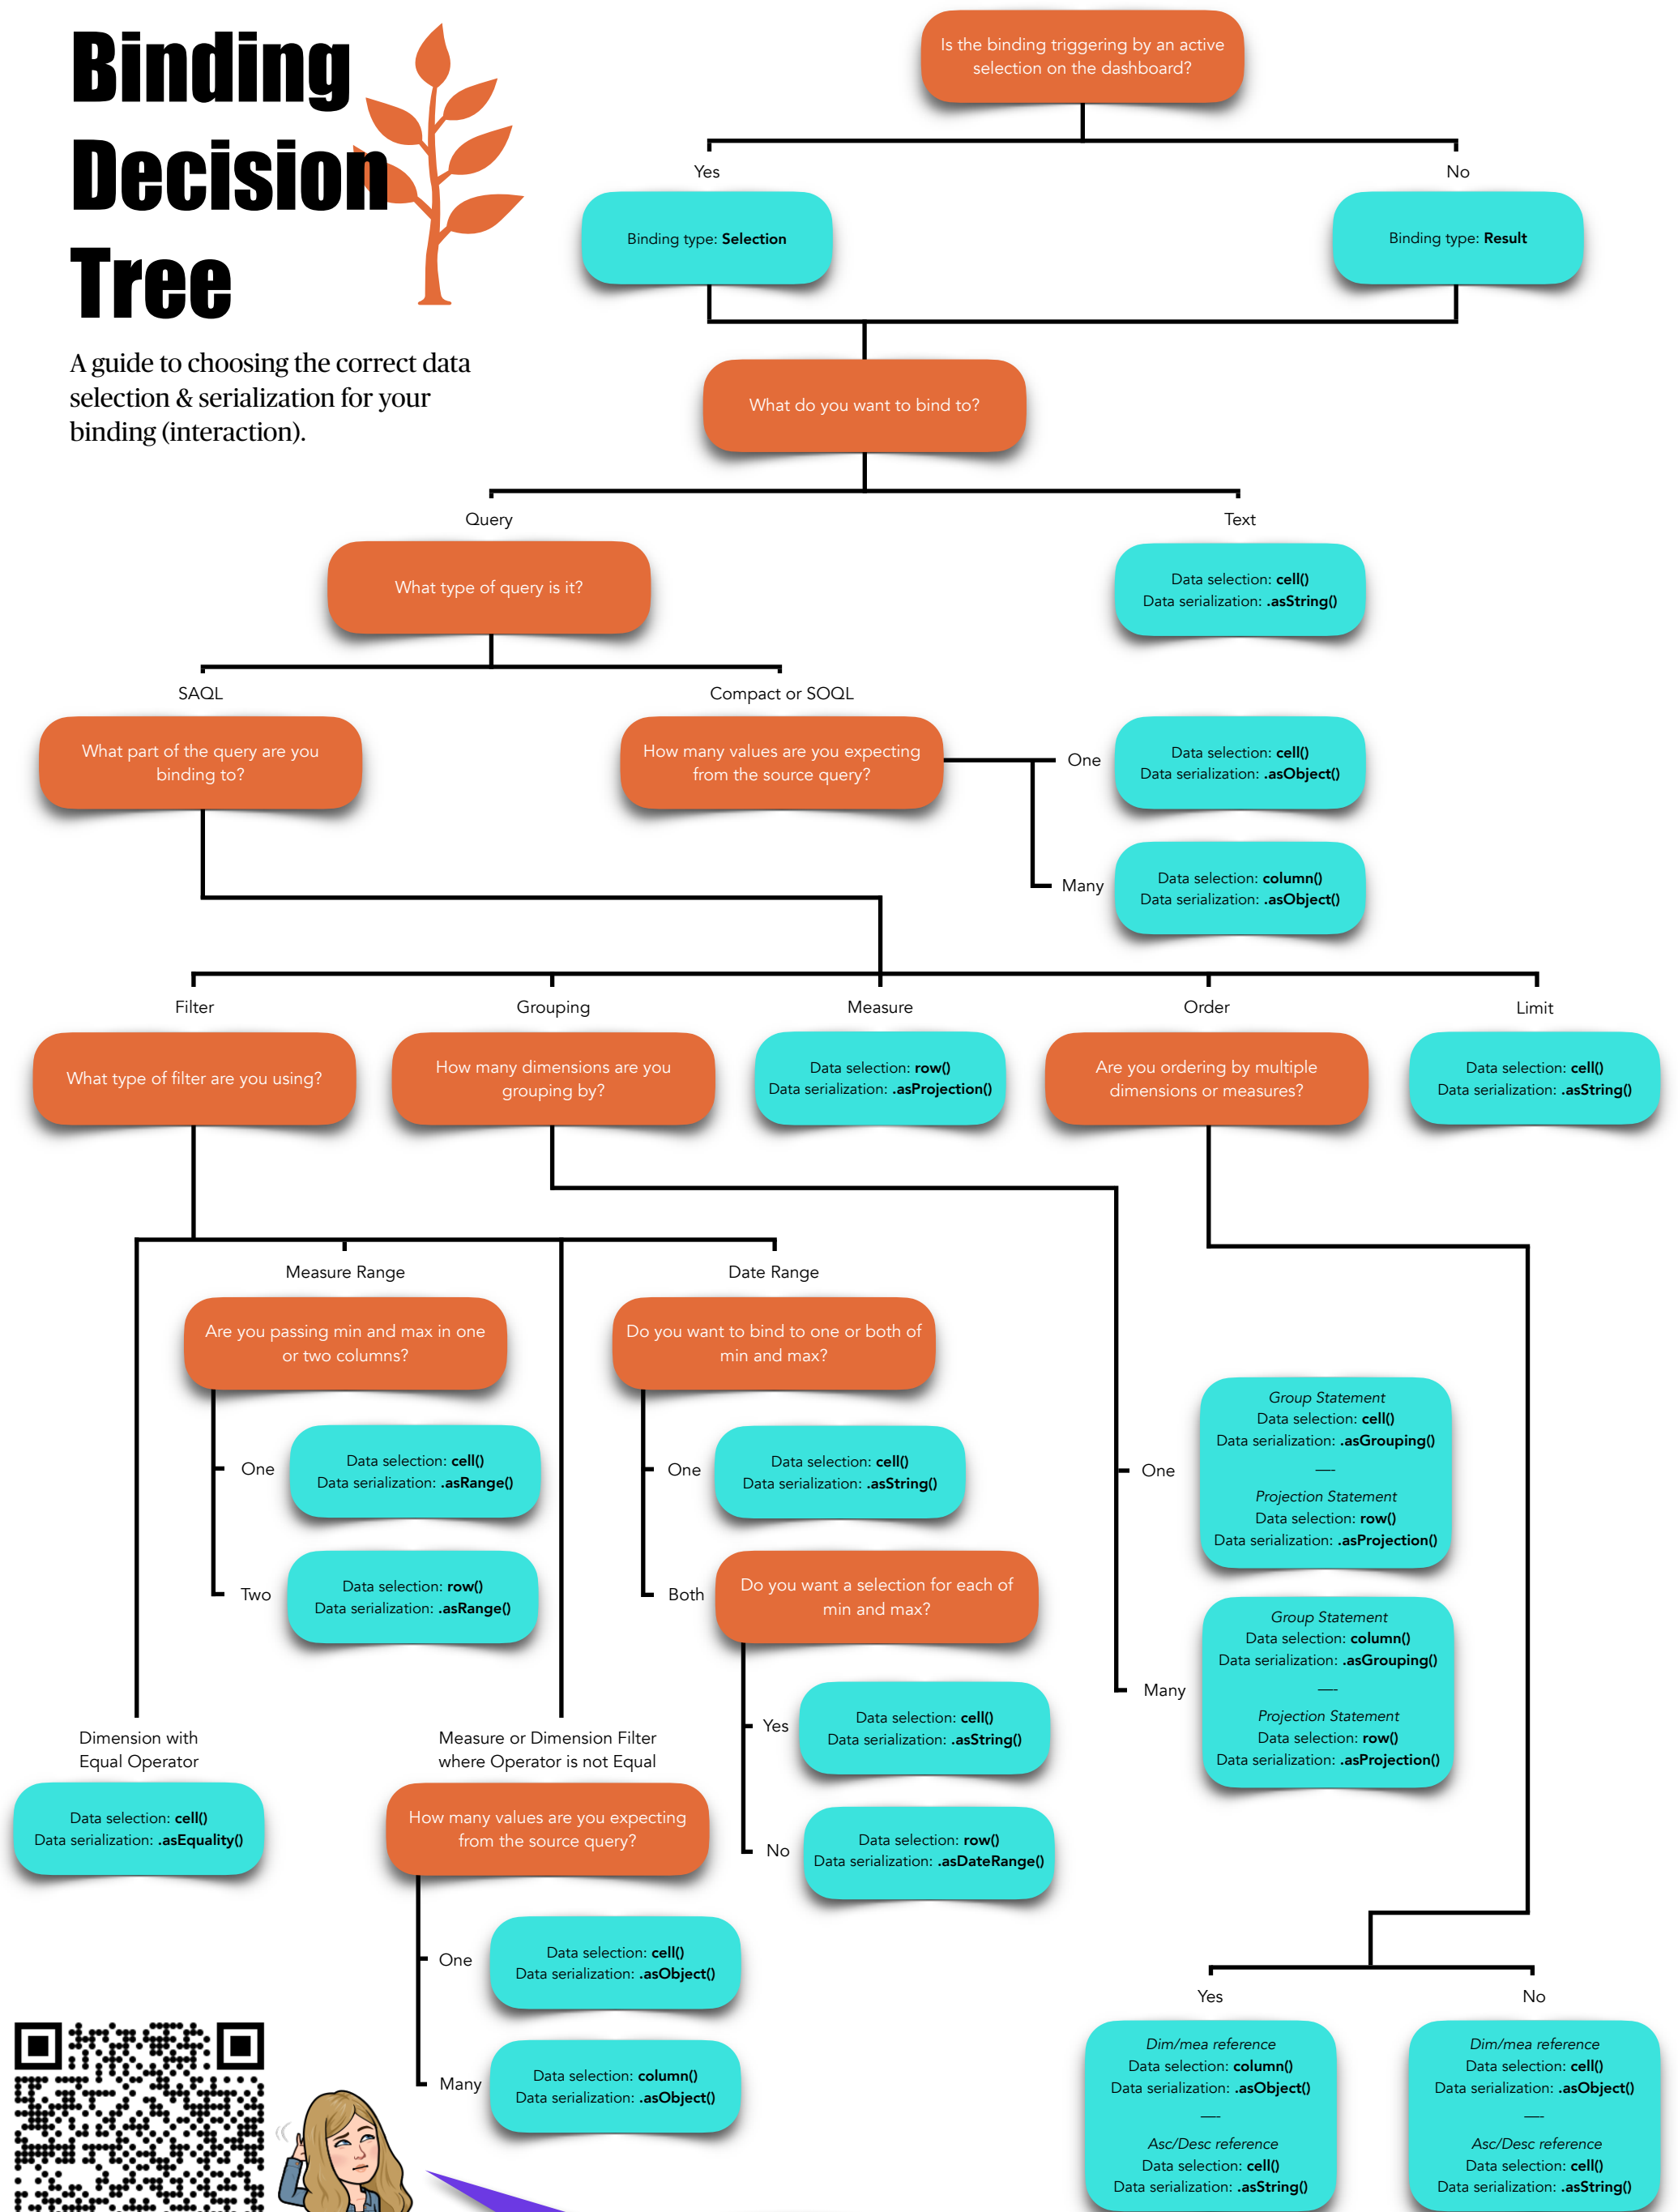 Binding
Decision
Tree
A guide to choosing the correct data
selection & serialization for your
binding (interaction).
Is the binding triggering by an active
selection on the dashboard?
Yes
No
Binding type: Selection
Binding type: Result
What do you want to bind to?
Query
Text
What type of query is it?
Data selection: cell()
Data serialization: .asString()
SAQL
Compact or SOQL
What part of the query are you
binding to?
How many values are you expecting
from the source query?
One
Data selection: cell()
Data serialization: .asObject()
Many
Data selection: column()
Data serialization: .asObject()
Filter
Grouping
Measure
Order
Limit
What type of filter are you using?
How many dimensions are you
grouping by?
Data selection: row()
Data serialization: .asProjection()
Are you ordering by multiple
dimensions or measures?
Data selection: cell()
Data serialization: .asString()
Measure Range
Date Range
Are you passing min and max in one
or two columns?
Do you want to bind to one or both of
min and max?
One
Data selection: cell()
Data serialization: .asRange()
Two
Data selection: row()
Data serialization: .asRange()
One
Data selection: cell()
Data serialization: .asString()
Both
Do you want a selection for each of
min and max?
Yes
Data selection: cell()
Data serialization: .asString()
No
Data selection: row()
Data serialization: .asDateRange()
One
Group Statement
Data selection: cell()
Data serialization: .asGrouping()
—-
Projection Statement
Data selection: row()
Data serialization: .asProjection()
Many
Group Statement
Data selection: column()
Data serialization: .asGrouping()
—-
Projection Statement
Data selection: row()
Data serialization: .asProjection()
Dimension with
Equal Operator
Data selection: cell()
Data serialization: .asEquality()
Measure or Dimension Filter
where Operator is not Equal
How many values are you expecting
from the source query?
One
Data selection: cell()
Data serialization: .asObject()
Many
Data selection: column()
Data serialization: .asObject()
Yes
No
Dim/mea reference
Data selection: column()
Data serialization: .asObject()
—-
Asc/Desc reference
Data selection: cell()
Data serialization: .asString()
Dim/mea reference
Data selection: cell()
Data serialization: .asObject()
—-
Asc/Desc reference
Data selection: cell()
Data serialization: .asString()